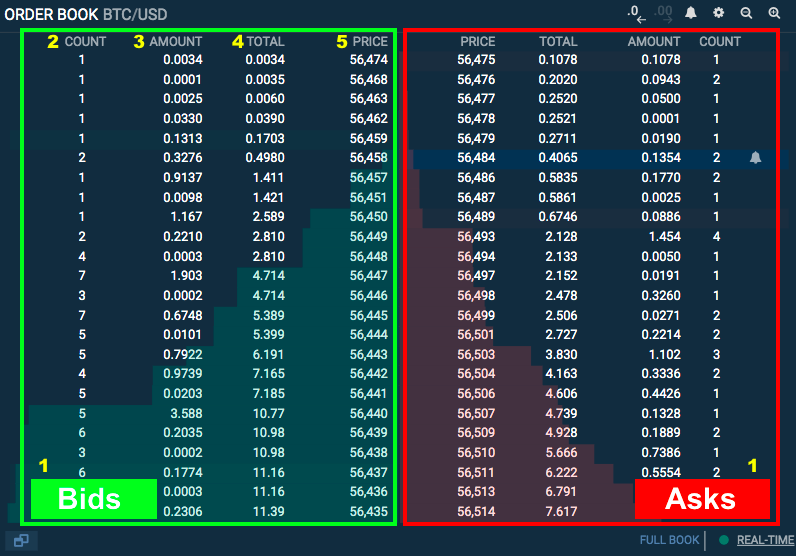 ORDER BOOK BTC/USD .0 .00
2 COUNT 3 AMOUNT 4 TOTAL 5 PRICE PRICE TOTAL AMOUNT COUNT
1 0.0034 0.0034 56,474 56,475 0.1078 0.1078 1
1 0.0001 0.0035 56,468 56,476 0.2020 0.0943 2
1 0.0025 0.0060 56,463 56,477 0.2520 0.0500 1
1 0.0330 0.0390 56,462 56,478 0.2521 0.0001 1
1 0.1313 0.1703 56,459 56,479 0.2711 0.0190 1
2 0.3276 0.4980 56,458 56,484 0.4065 0.1354 2
1 0.9137 1.411 56,457 56,486 0.5835 0.1770 2
1 0.0098 1.421 56,451 56,487 0.5861 0.0025 1
1 1.167 2.589 56,450 56,489 0.6746 0.0886 1
2 0.2210 2.810 56,449 56,493 2.128 1.454 4
4 0.0003 2.810 56,448 56,494 2.133 0.0050 1
7 1.903 4.714 56,447 56,497 2.152 0.0191 1
3 0.0002 4.714 56,446 56,498 2.478 0.3260 1
7 0.6748 5.389 56,445 56,499 2.506 0.0271 2
5 0.0101 5.399 56,444 56,501 2.727 0.2214 2
5 0.7922 6.191 56,443 56,503 3.830 1.102 3
4 0.9739 7.165 56,442 56,504 4.163 0.3336 2
5 0.0203 7.185 56,441 56,506 4.606 0.4426 1
5 3.588 10.77 56,440 56,507 4.739 0.1328 1
6 0.2035 10.98 56,439 56,509 4.928 0.1889 2
3 0.0002 10.98 56,438 56,510 5.666 0.7386 1
1 6 0.1774 11.16 56,437 56,511 6.222 0.5554 2 1
Bids 0.0003 11.16 56,436 56,513 6.791 Asks
0.2306 11.39 56,435 56,514 7.617
FULL BOOK REAL-TIME